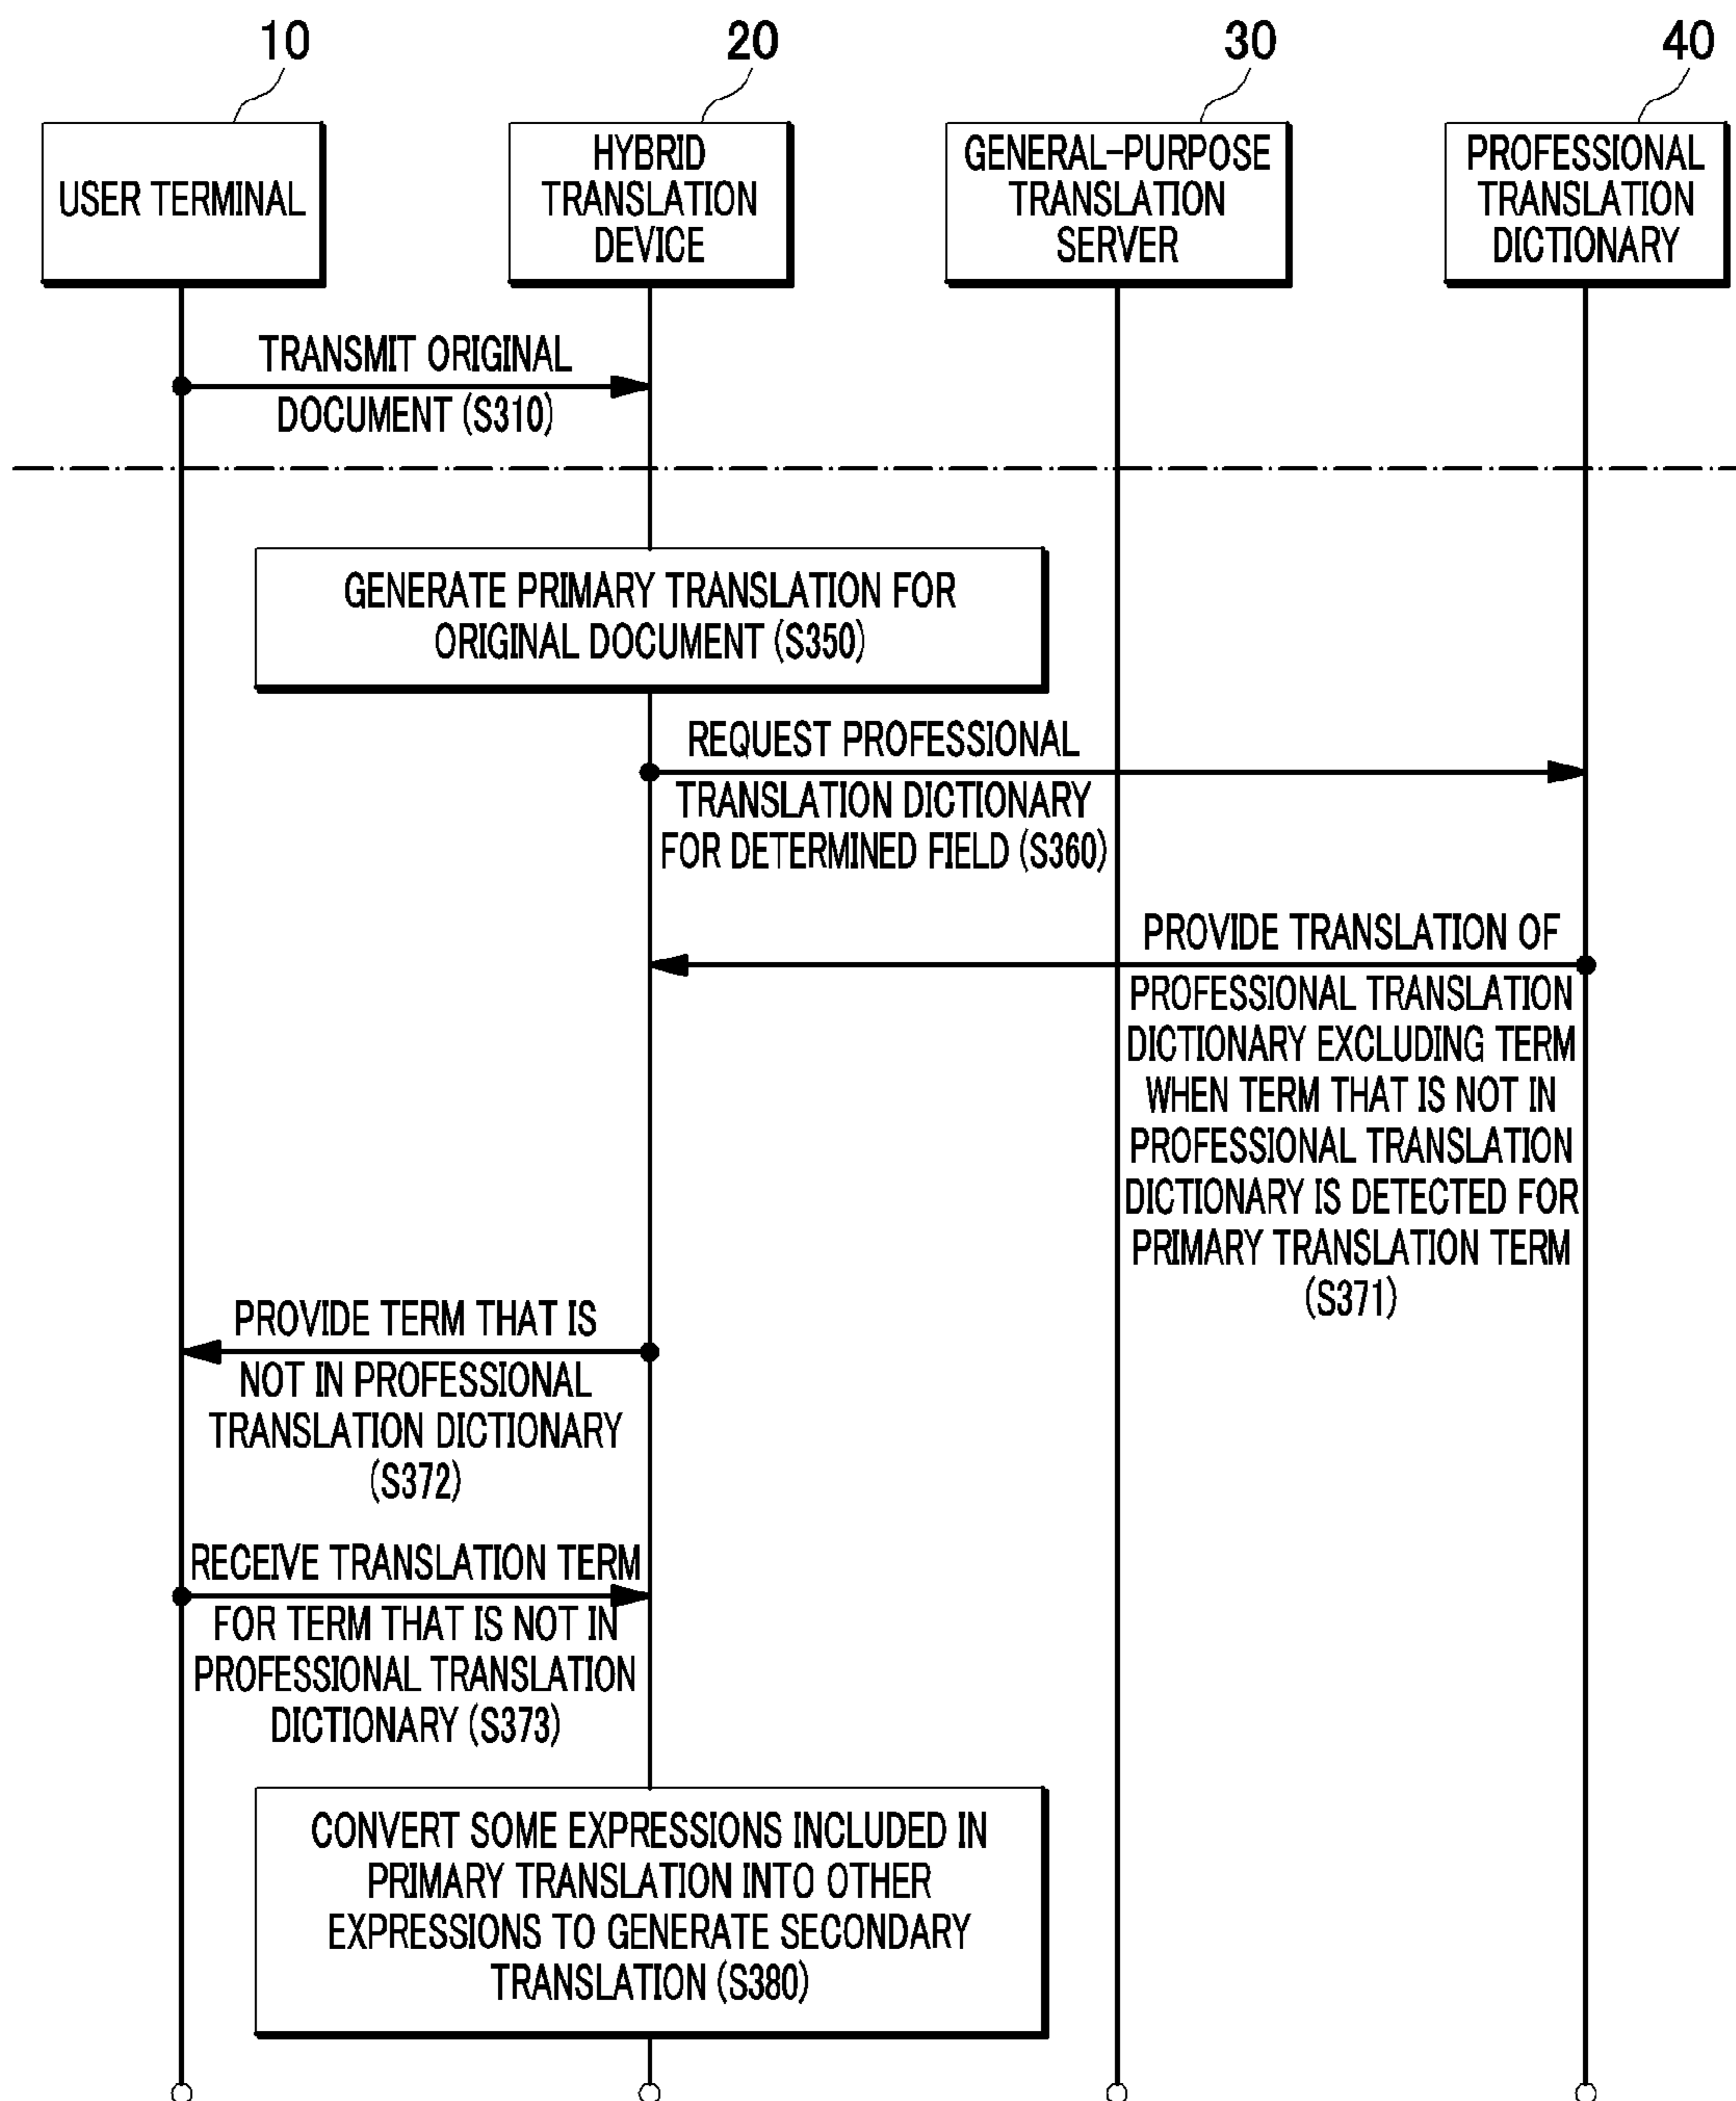 10
20
30
40
USER TERMINAL
HYBRID
TRANSLATION
DEVICE
GENERAL-PURPOSE
TRANSLATION
SERVER
PROFESSIONAL
TRANSLATION
DICTIONARY
TRANSMIT ORIGINAL
DOCUMENT (S310)
GENERATE PRIMARY TRANSLATION FOR
ORIGINAL DOCUMENT (S350)
REQUEST PROFESSIONAL
TRANSLATION DICTIONARY
FOR DETERMINED FIELD (S360)
PROVIDE TRANSLATION OF
PROFESSIONAL TRANSLATION
DICTIONARY EXCLUDING TERM
WHEN TERM THAT IS NOT IN
PROFESSIONAL TRANSLATION
DICTIONARY IS DETECTED FOR
PRIMARY TRANSLATION TERM
(S371)
PROVIDE TERM THAT IS
NOT IN PROFESSIONAL
TRANSLATION DICTIONARY
(S372)
RECEIVE TRANSLATION TERM
FOR TERM THAT IS NOT IN
PROFESSIONAL TRANSLATION
DICTIONARY (S373)
CONVERT SOME EXPRESSIONS INCLUDED IN
PRIMARY TRANSLATION INTO OTHER
EXPRESSIONS TO GENERATE SECONDARY
TRANSLATION (S380)